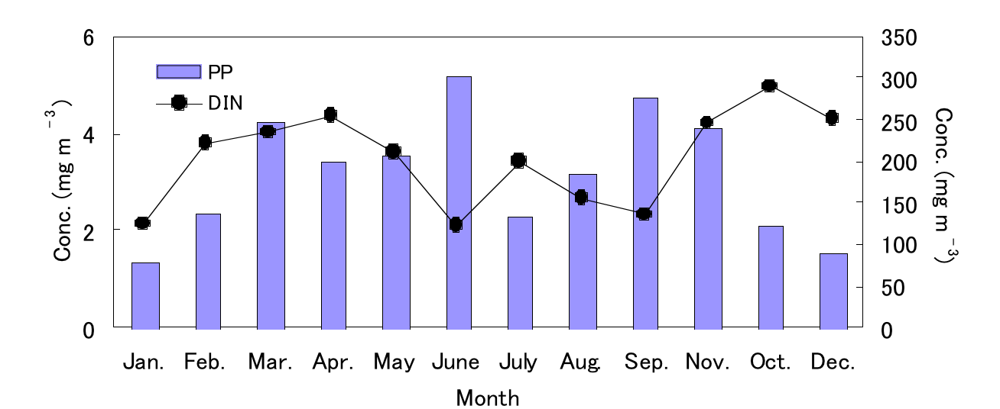 6
4
2
0
Conc. (mg m⁻³)
PP
DIN
350
300
250
200
150
100
50
0
Conc. (mg m⁻³)
Jan. Feb. Mar. Apr. May June July Aug. Sep. Nov. Oct. Dec.
Month